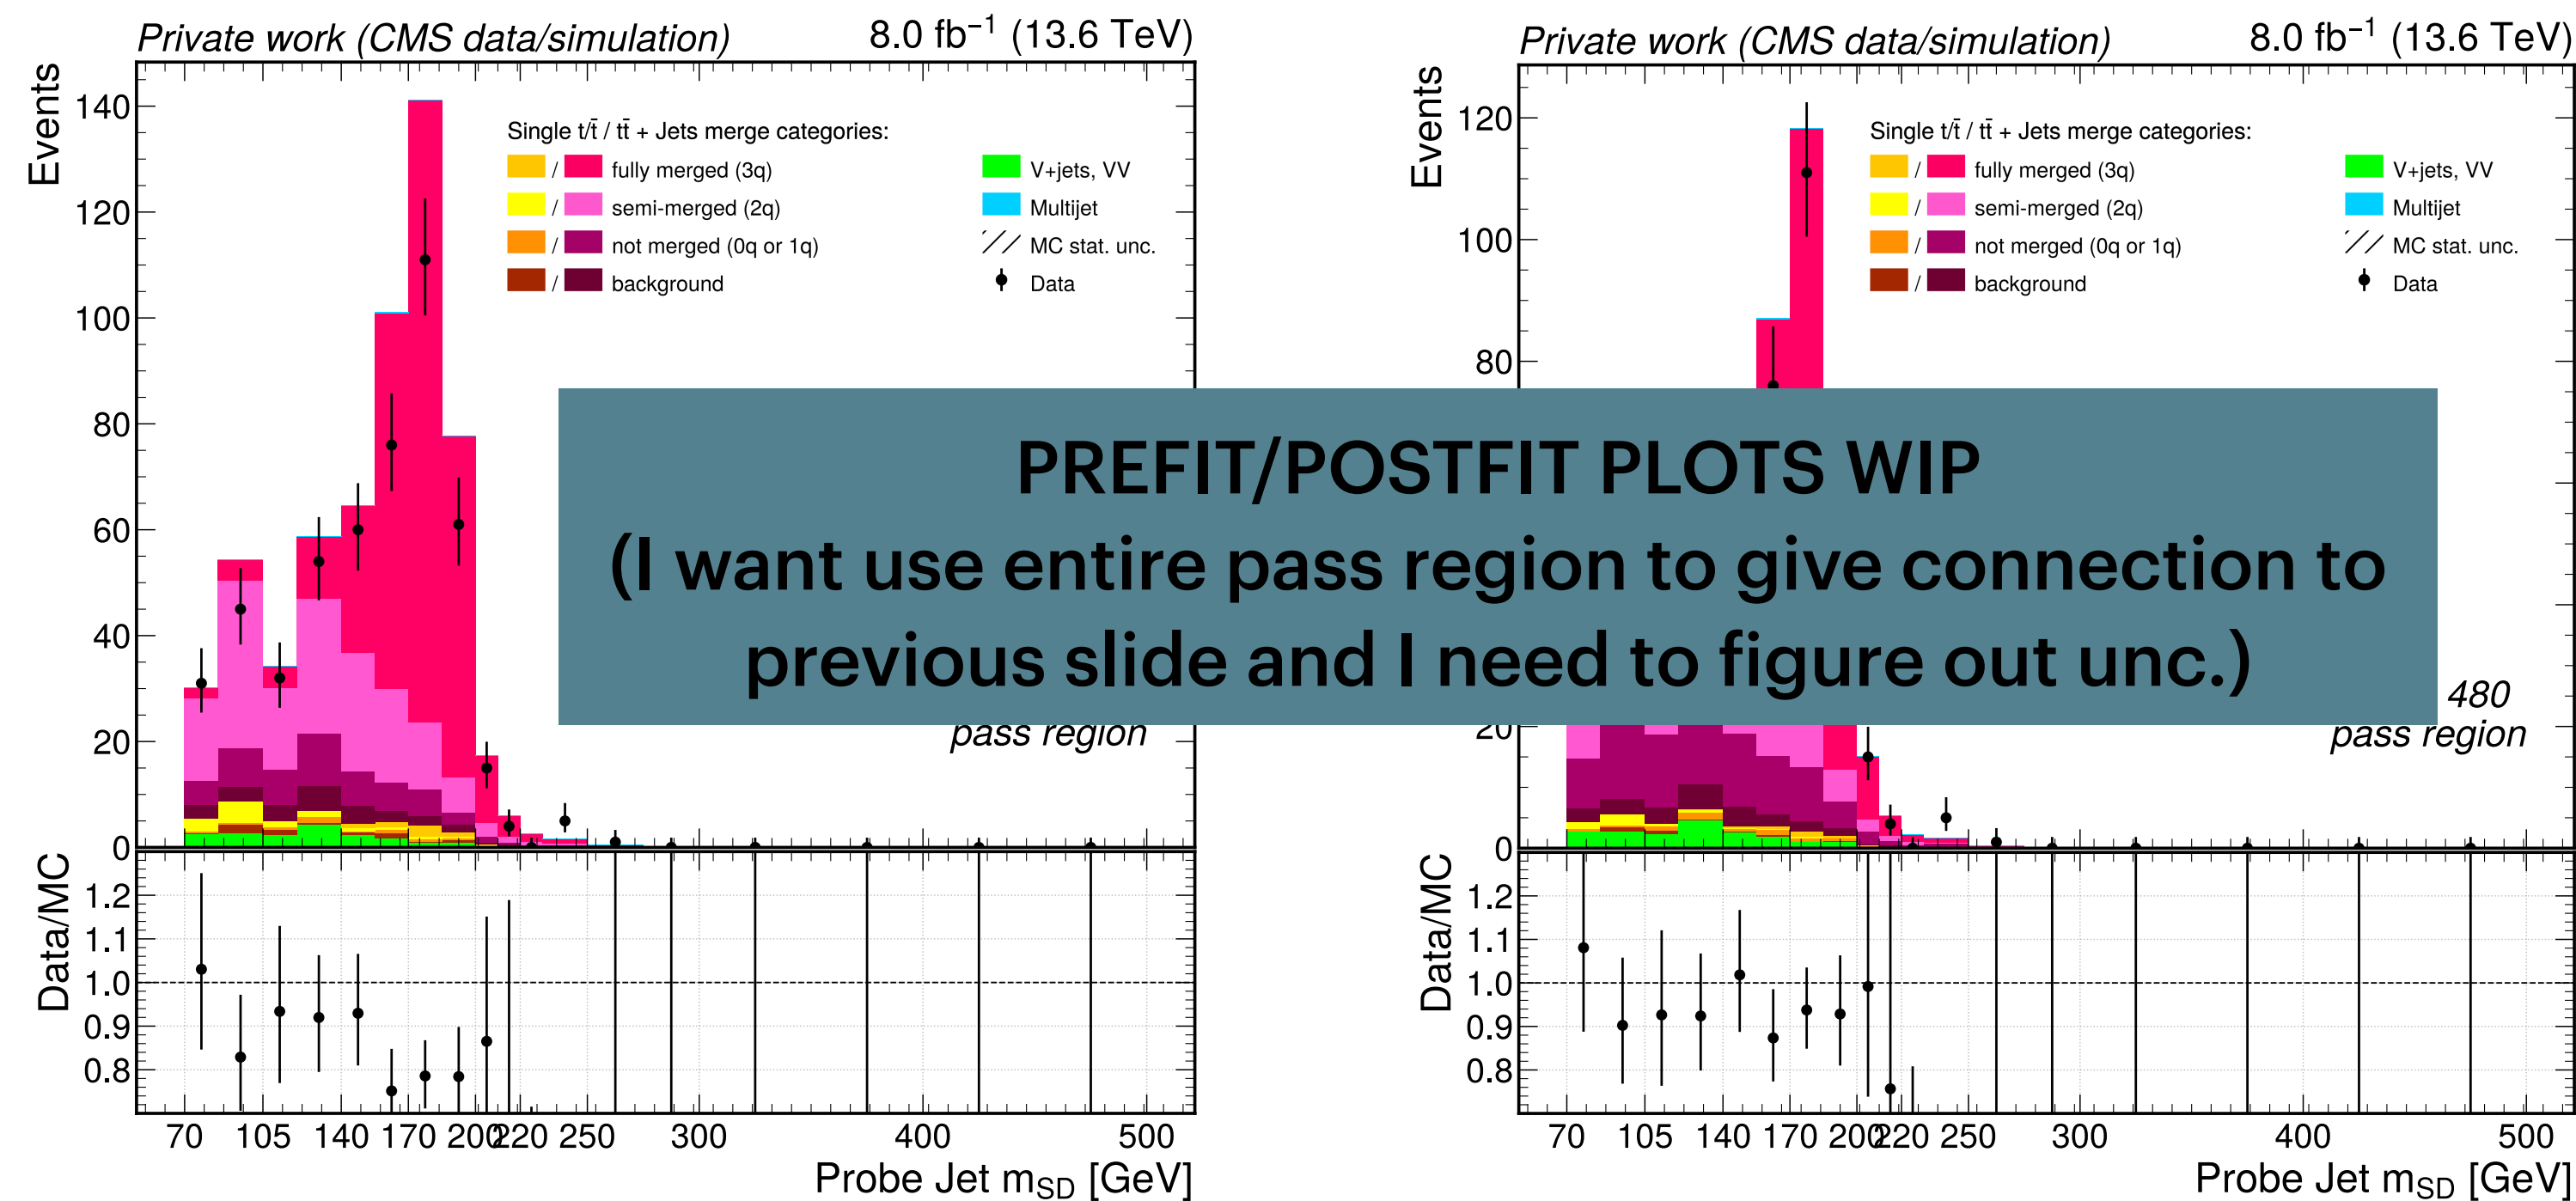 Private work (CMS data/simulation) 8.0 fb⁻¹ (13.6 TeV)
Events
140
120
100
80
60
40
20
0
Single t/t̄ / tt̄ + Jets merge categories:
/ fully merged (3q)
/ semi-merged (2q)
/ not merged (0q or 1q)
/ background
V+jets, VV
Multijet
MC stat. unc.
Data
pass region
Data/MC
1.2
1.1
1.0
0.9
0.8
70 105 140 170 200 220 250 300 400 500
Probe Jet m_SD [GeV]
Private work (CMS data/simulation) 8.0 fb⁻¹ (13.6 TeV)
Events
120
100
80
20
0
Single t/t̄ / tt̄ + Jets merge categories:
/ fully merged (3q)
/ semi-merged (2q)
/ not merged (0q or 1q)
/ background
V+jets, VV
Multijet
MC stat. unc.
Data
480
pass region
Data/MC
1.2
1.1
1.0
0.9
0.8
70 105 140 170 200 220 250 300 400 500
Probe Jet m_SD [GeV]
PREFIT/POSTFIT PLOTS WIP
(I want use entire pass region to give connection to
previous slide and I need to figure out unc.)